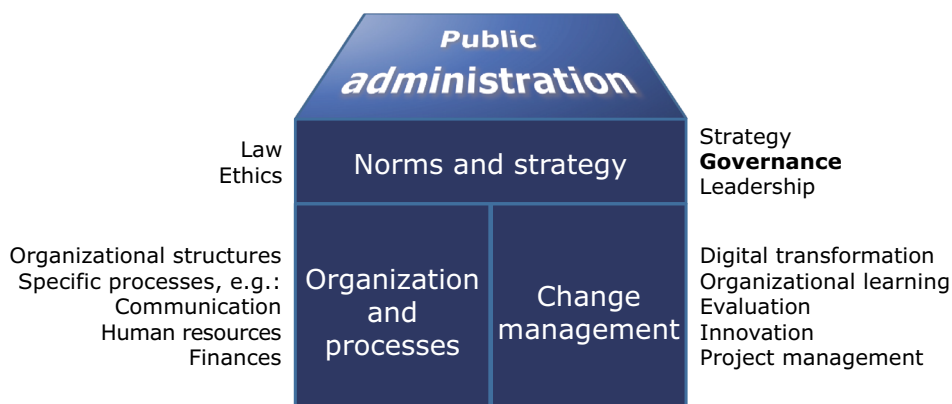 Public
administration
Law
Ethics
Norms and strategy
Strategy
Governance
Leadership
Organizational structures
Specific processes, e.g.:
Communication
Human resources
Finances
Organization
and
processes
Change
management
Digital transformation
Organizational learning
Evaluation
Innovation
Project management